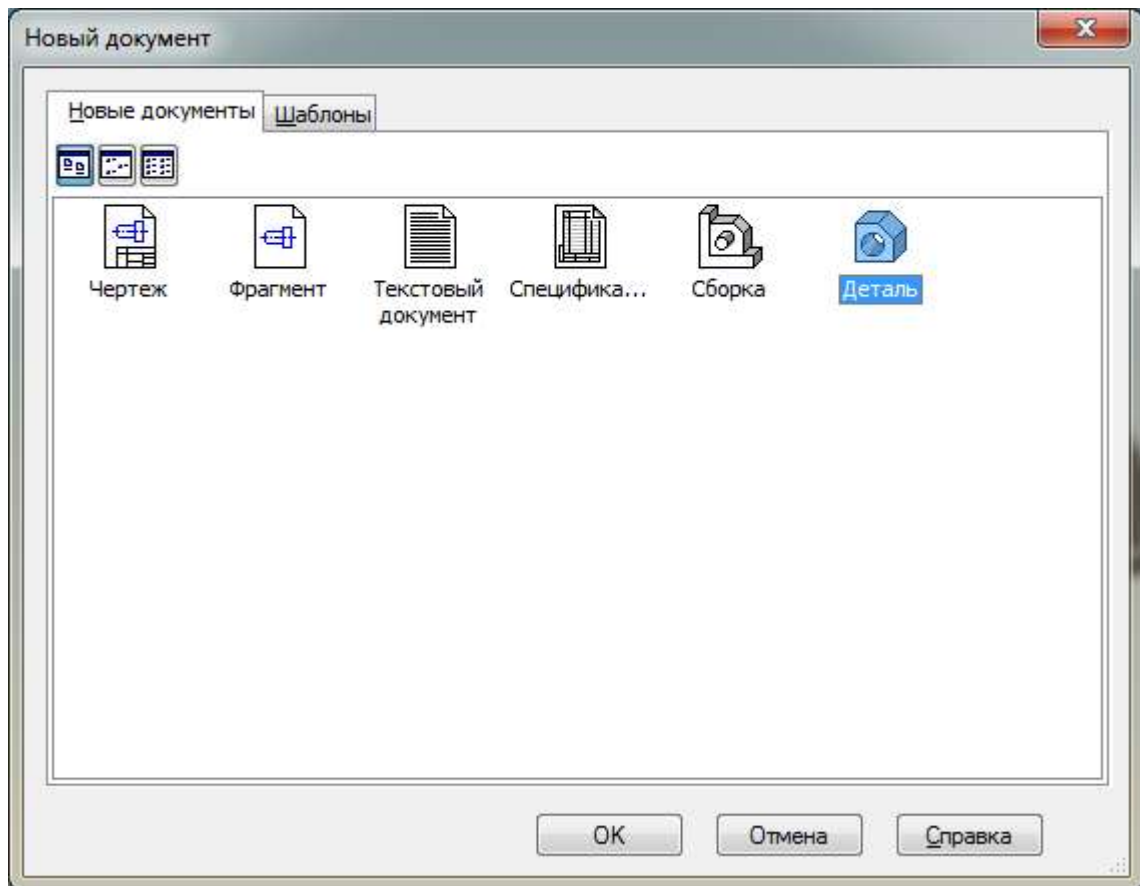 Новый документ
Новые документы
Шаблоны
Чертеж
Фрагмент
Текстовый
документ
Специфика...
Сборка
Деталь
OK
Отмена
Справка